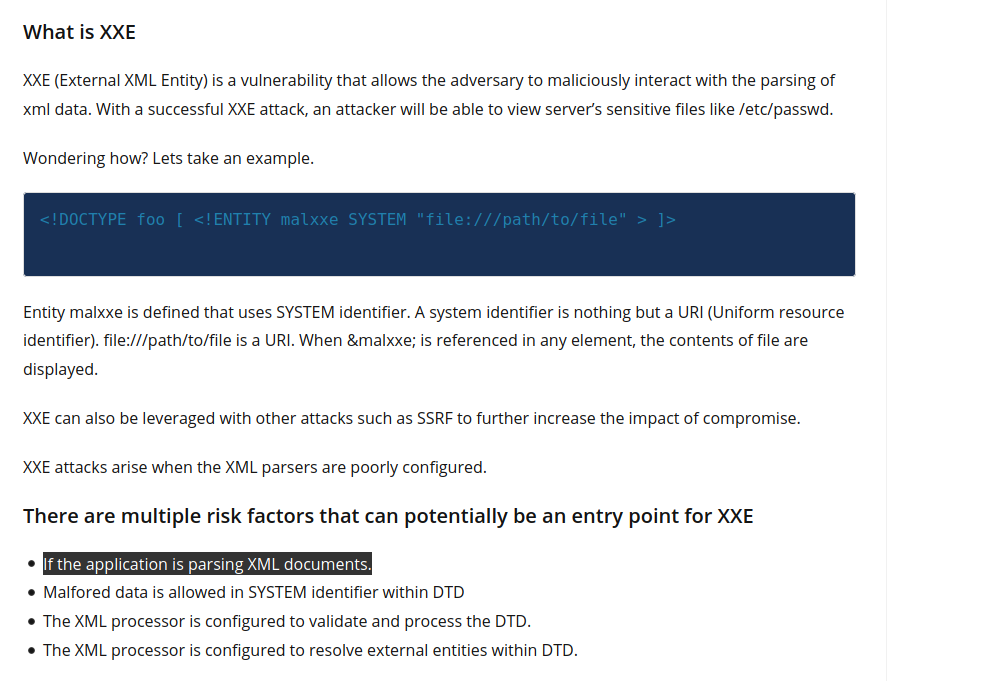 What is XXE
XXE (External XML Entity) is a vulnerability that allows the adversary to maliciously interact with the parsing of
xml data. With a successful XXE attack, an attacker will be able to view server’s sensitive files like /etc/passwd.
Wondering how? Lets take an example.
<!DOCTYPE foo [ <!ENTITY malxxe SYSTEM "file:///path/to/file" > ]>
Entity malxxe is defined that uses SYSTEM identifier. A system identifier is nothing but a URI (Uniform resource
identifier). file:///path/to/file is a URI. When &malxxe; is referenced in any element, the contents of file are
displayed.
XXE can also be leveraged with other attacks such as SSRF to further increase the impact of compromise.
XXE attacks arise when the XML parsers are poorly configured.
There are multiple risk factors that can potentially be an entry point for XXE
• If the application is parsing XML documents.
• Malfored data is allowed in SYSTEM identifier within DTD
• The XML processor is configured to validate and process the DTD.
• The XML processor is configured to resolve external entities within DTD.